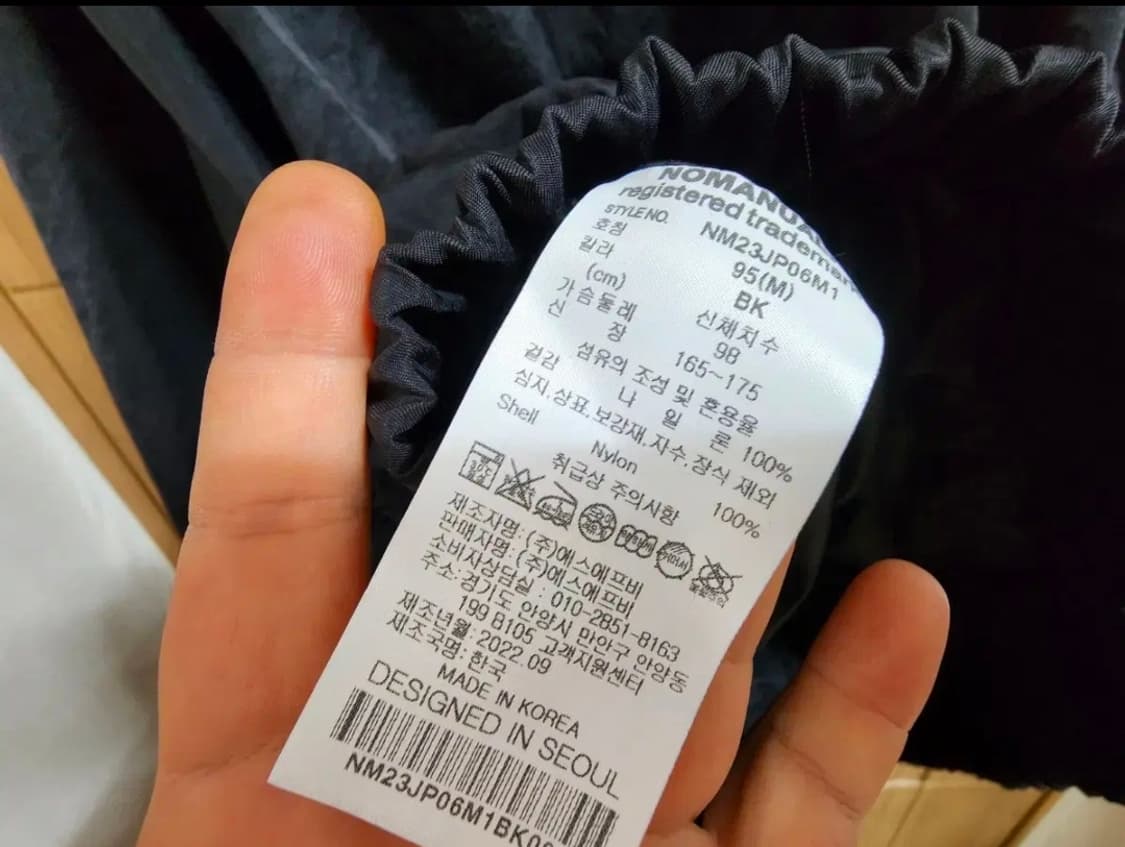 NOMANUAL
registered trademark
STYLE NO. NM23JP06M1
호칭 95(M)
칼라 BK
(cm) 신체치수
가슴둘레 98
신 장 165~175
섬유의 조성 및 혼용율
겉감 나 일 론 100%
심지,상표,보강재,자수,장식 제외
Shell Nylon 100%
취급상 주의사항
제조자명: (주)에스에프비
판매자명: (주)에스에프비
소비자상담실 : 010-2851-8163
주소: 경기도 안양시 만안구 안양동
199 B105 고객지원센터
제조년월: 2022.09
제조국명: 한국
MADE IN KOREA
DESIGNED IN SEOUL
NM23JP06M1BK